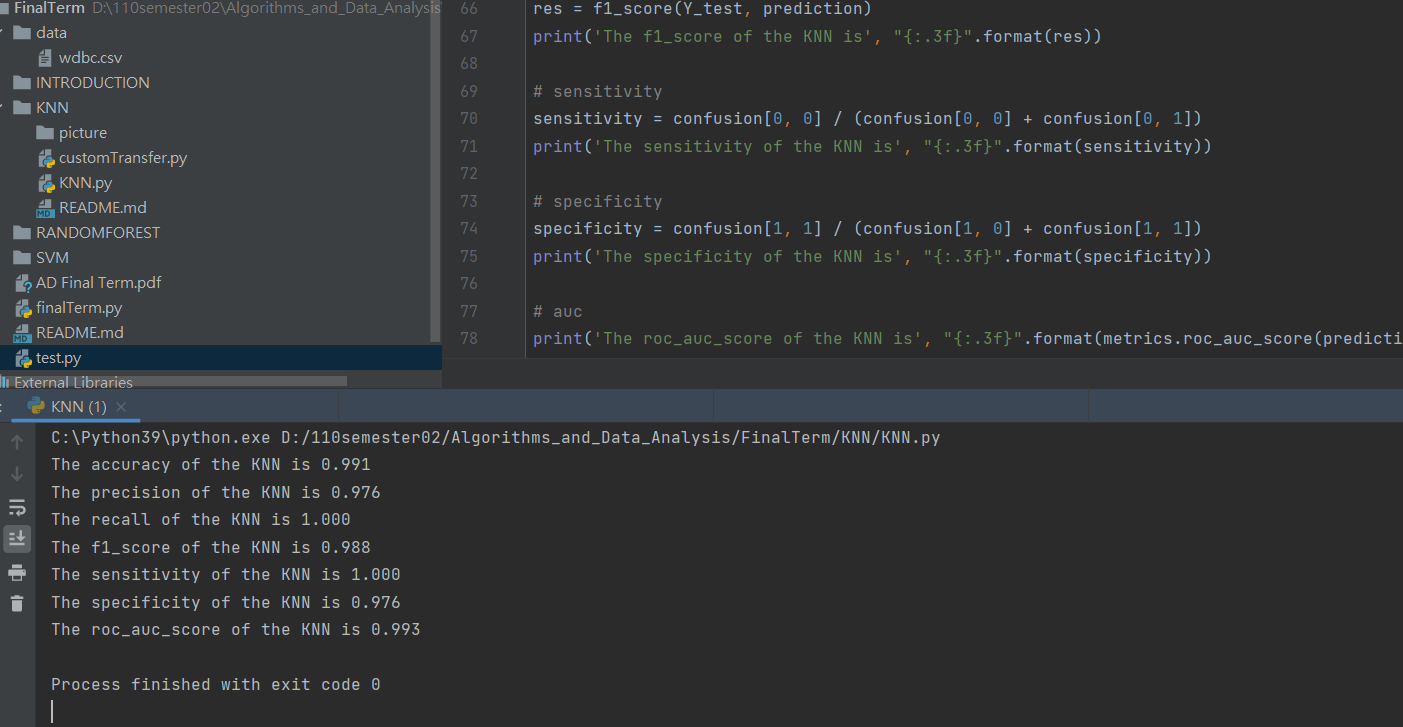 FinalTerm D:\110semester02\Algorithms_and_Data_Analysis
data
wdbc.csv
INTRODUCTION
KNN
picture
customTransfer.py
KNN.py
README.md
RANDOMFOREST
SVM
AD Final Term.pdf
finalTerm.py
README.md
test.py
External Libraries
66 res = f1_score(Y_test, prediction)
67 print('The f1_score of the KNN is', "{:.3f}".format(res))
68
69 # sensitivity
70 sensitivity = confusion[0, 0] / (confusion[0, 0] + confusion[0, 1])
71 print('The sensitivity of the KNN is', "{:.3f}".format(sensitivity))
72
73 # specificity
74 specificity = confusion[1, 1] / (confusion[1, 0] + confusion[1, 1])
75 print('The specificity of the KNN is', "{:.3f}".format(specificity))
76
77 # auc
78 print('The roc_auc_score of the KNN is', "{:.3f}".format(metrics.roc_auc_score(predicti
KNN (1)
C:\Python39\python.exe D:/110semester02/Algorithms_and_Data_Analysis/FinalTerm/KNN/KNN.py
The accuracy of the KNN is 0.991
The precision of the KNN is 0.976
The recall of the KNN is 1.000
The f1_score of the KNN is 0.988
The sensitivity of the KNN is 1.000
The specificity of the KNN is 0.976
The roc_auc_score of the KNN is 0.993
Process finished with exit code 0